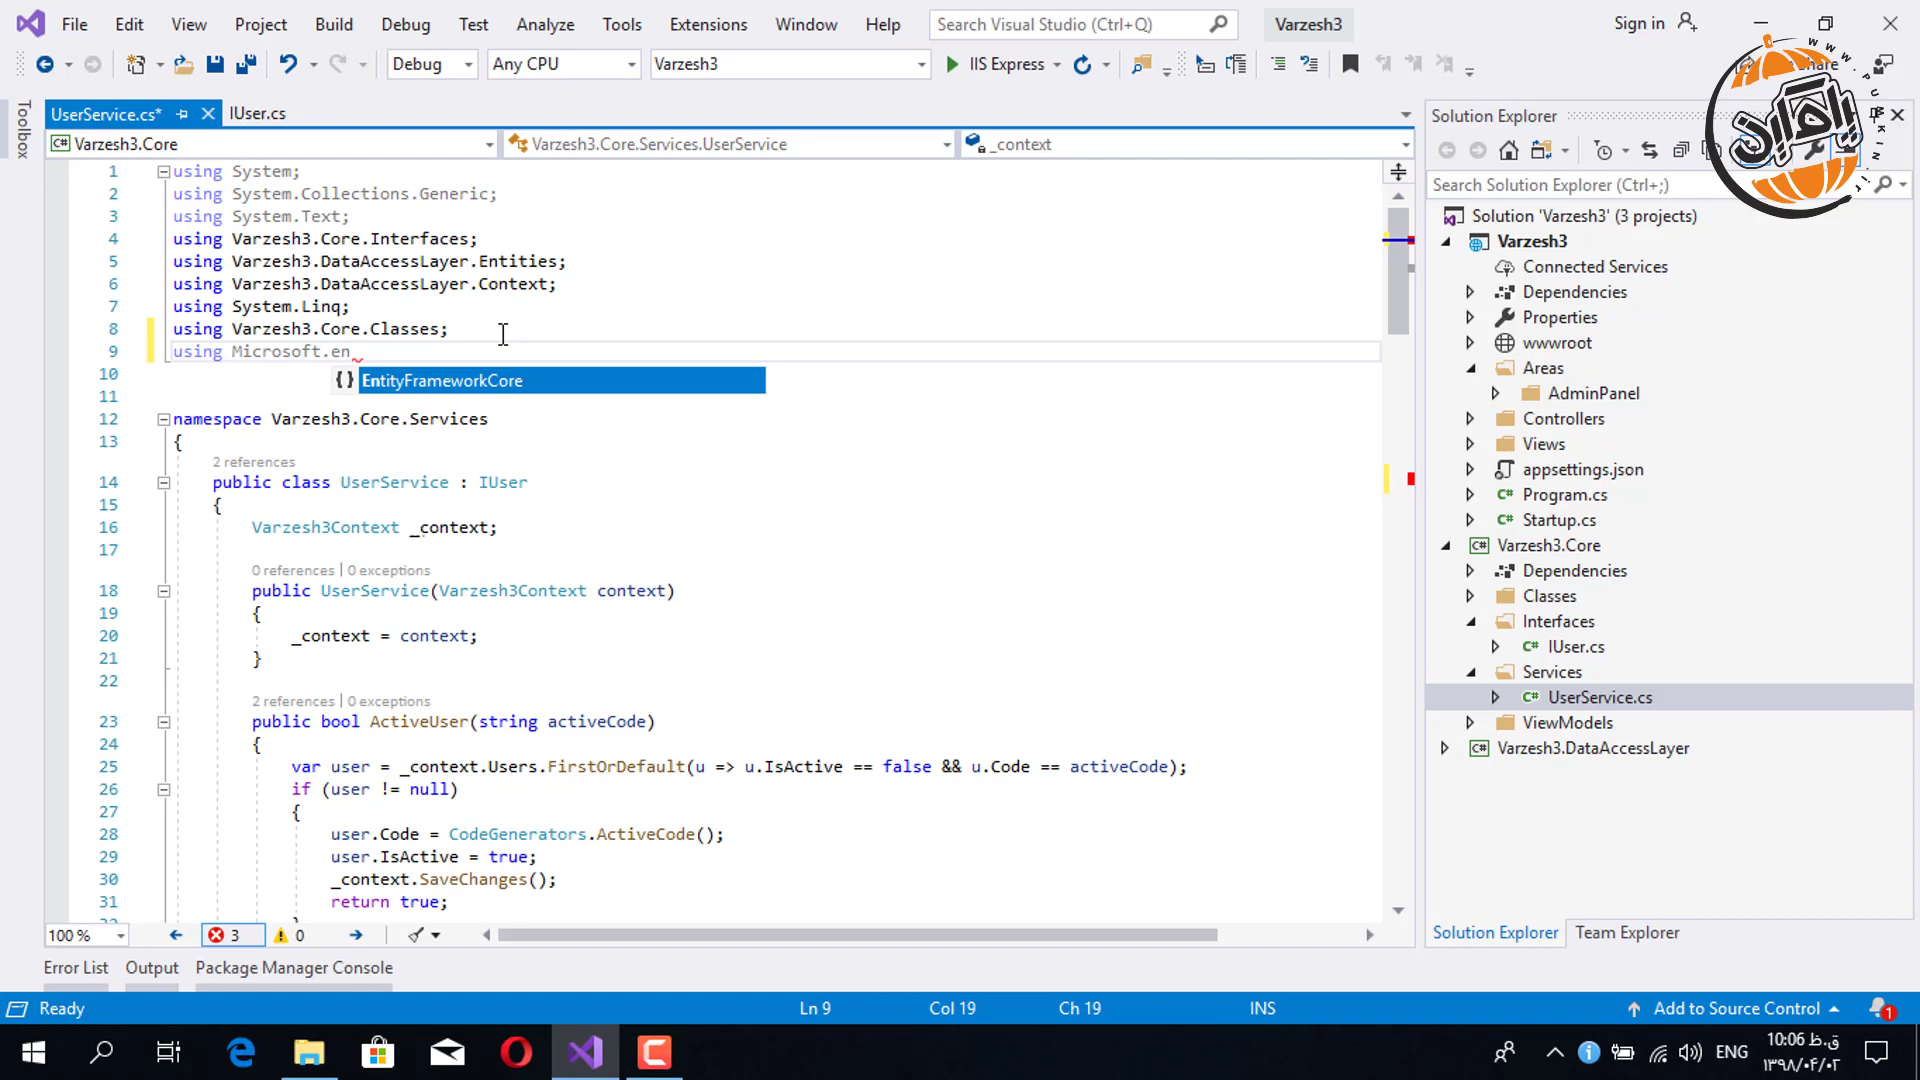 File Edit View Project Build Debug Test Analyze Tools Extensions Window Help Search Visual Studio (Ctrl+Q) Varzesh3 Sign in
Debug Any CPU Varzesh3 IIS Express
Toolbox
UserService.cs* IUser.cs
Varzesh3.Core Varzesh3.Core.Services.UserService _context
1 using System;
2 using System.Collections.Generic;
3 using System.Text;
4 using Varzesh3.Core.Interfaces;
5 using Varzesh3.DataAccessLayer.Entities;
6 using Varzesh3.DataAccessLayer.Context;
7 using System.Linq;
8 using Varzesh3.Core.Classes;
9 using Microsoft.en
10 {} EntityFrameworkCore
11
12 namespace Varzesh3.Core.Services
13 {
2 references
14 public class UserService : IUser
15 {
16 Varzesh3Context _context;
17
0 references | 0 exceptions
18 public UserService(Varzesh3Context context)
19 {
20 _context = context;
21 }
22
2 references | 0 exceptions
23 public bool ActiveUser(string activeCode)
24 {
25 var user = _context.Users.FirstOrDefault(u => u.IsActive == false && u.Code == activeCode);
26 if (user != null)
27 {
28 user.Code = CodeGenerators.ActiveCode();
29 user.IsActive = true;
30 _context.SaveChanges();
31 return true;
100 % 3 0
Error List Output Package Manager Console
Solution Explorer
Search Solution Explorer (Ctrl+;)
Solution 'Varzesh3' (3 projects)
Varzesh3
Connected Services
Dependencies
Properties
wwwroot
Areas
AdminPanel
Controllers
Views
appsettings.json
Program.cs
Startup.cs
Varzesh3.Core
Dependencies
Classes
Interfaces
IUser.cs
Services
UserService.cs
ViewModels
Varzesh3.DataAccessLayer
Solution Explorer Team Explorer
Ready Ln 9 Col 19 Ch 19 INS Add to Source Control 1
ENG 10:06 ق.ظ
۱۳۹۸/۰۴/۰۲